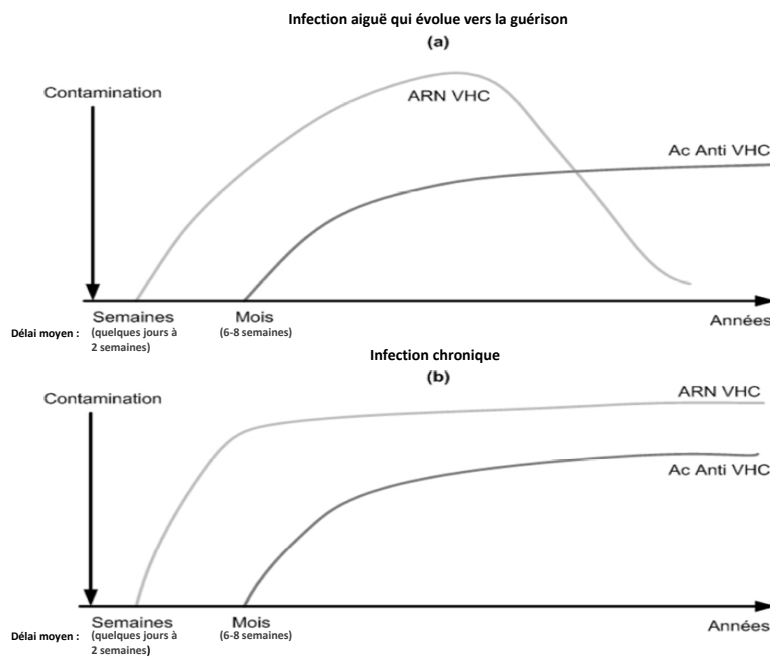 Infection aiguë qui évolue vers la guérison
(a)
Contamination
ARN VHC
Ac Anti VHC
Semaines
Mois
Années
Délai moyen :
(quelques jours à
2 semaines)
(6-8 semaines)
Infection chronique
(b)
Contamination
ARN VHC
Ac Anti VHC
Semaines
Mois
Années
Délai moyen :
(quelques jours à
2 semaines)
(6-8 semaines)